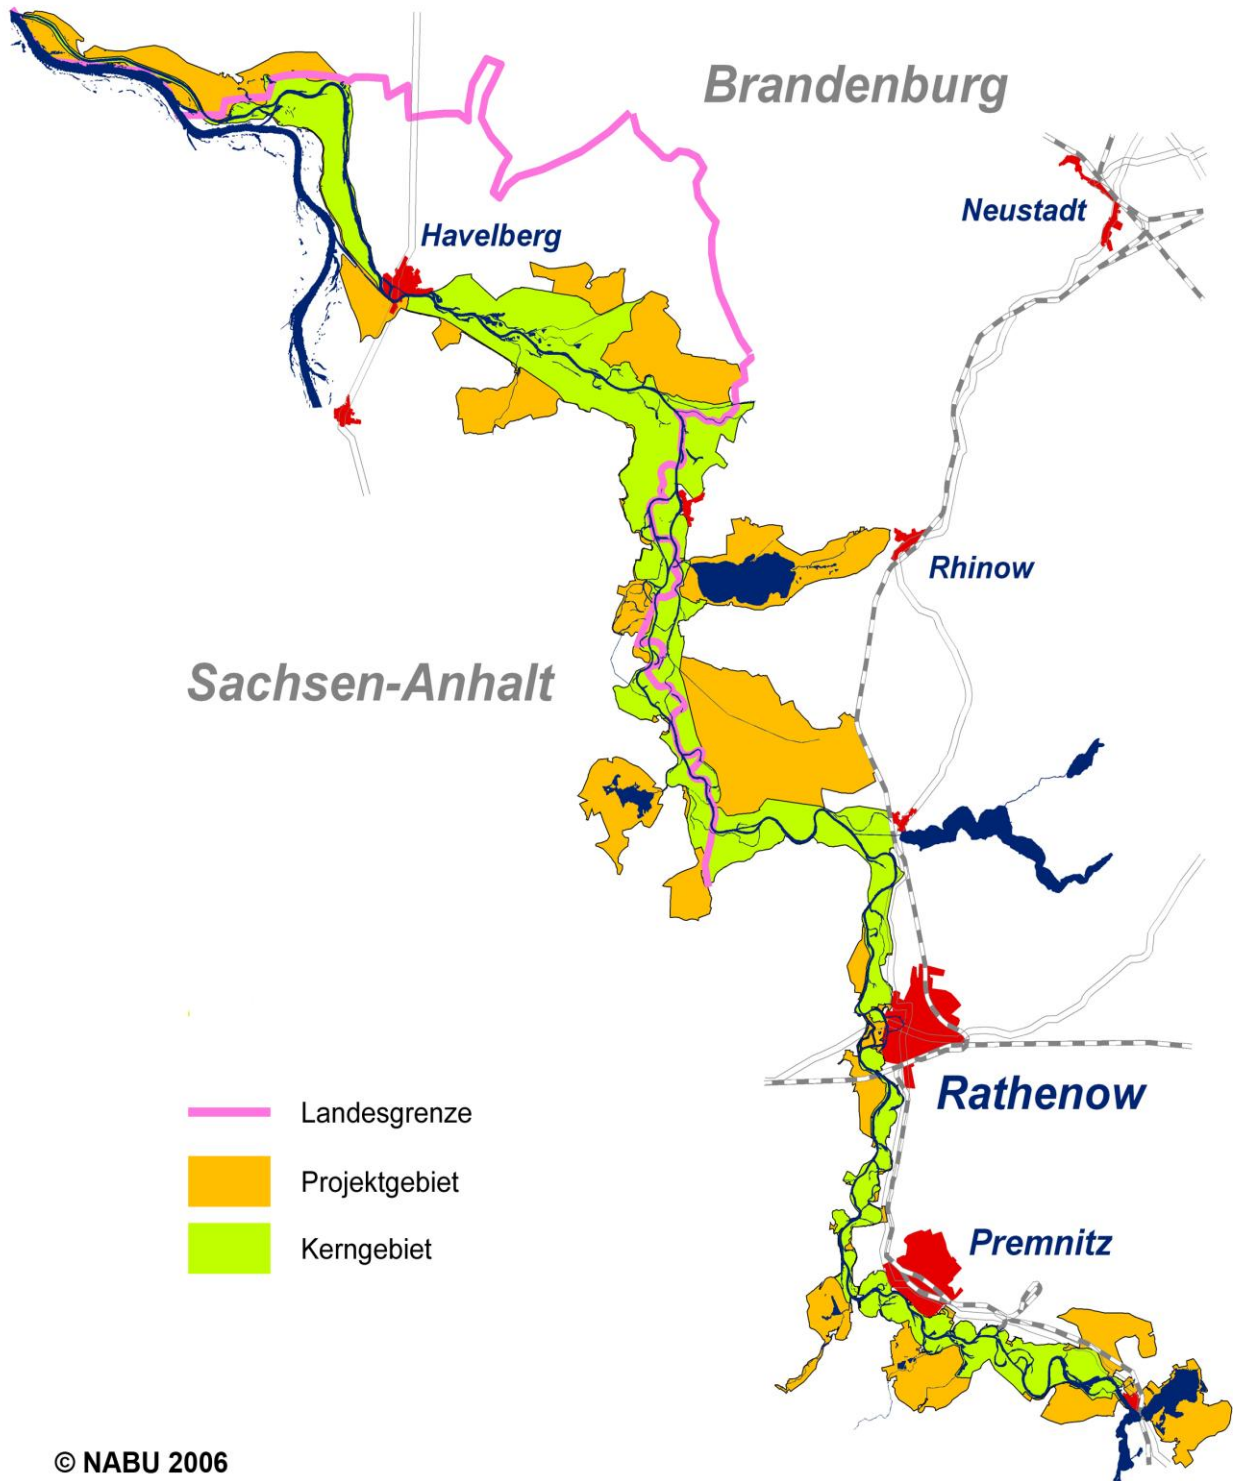 Brandenburg
Neustadt
Havelberg
Rhinow
Sachsen-Anhalt
Rathenow
Landesgrenze
Projektgebiet
Kerngebiet
Premnitz
© NABU 2006